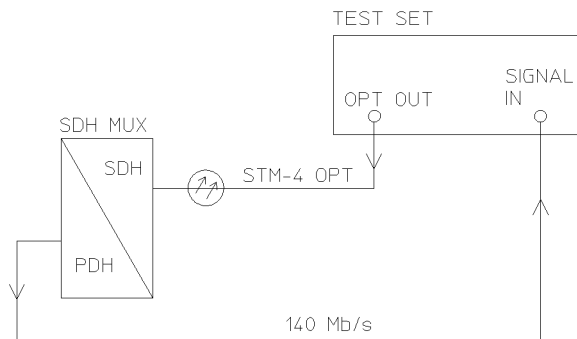 TEST SET
OPT OUT
SIGNAL
IN
SDH MUX
SDH
STM-4 OPT
PDH
140 Mb/s